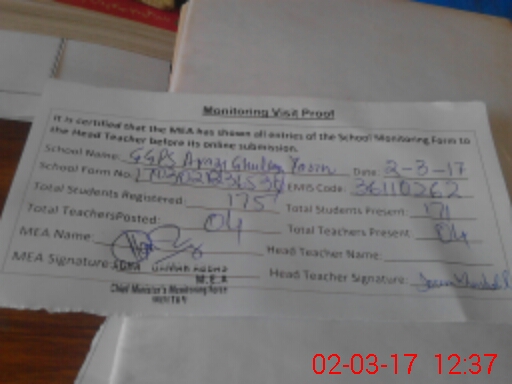 Monitoring Visit Proof
It is certified that the MEA has shown all entries of the School Monitoring Form to
the Head Teacher before its online submission.
School Name: GGPS Date: 2-3-17
School Form No. EMIS Code: 36110262
Total Students Registered: 175 Total Students Present: 171
Total Teachers Posted: 04 Total Teachers Present 04
MEA Name: Head Teacher Name:
MEA Signature: Head Teacher Signature:
M.E.A
Chief Minister's Monitoring Force
02-03-17 12:37